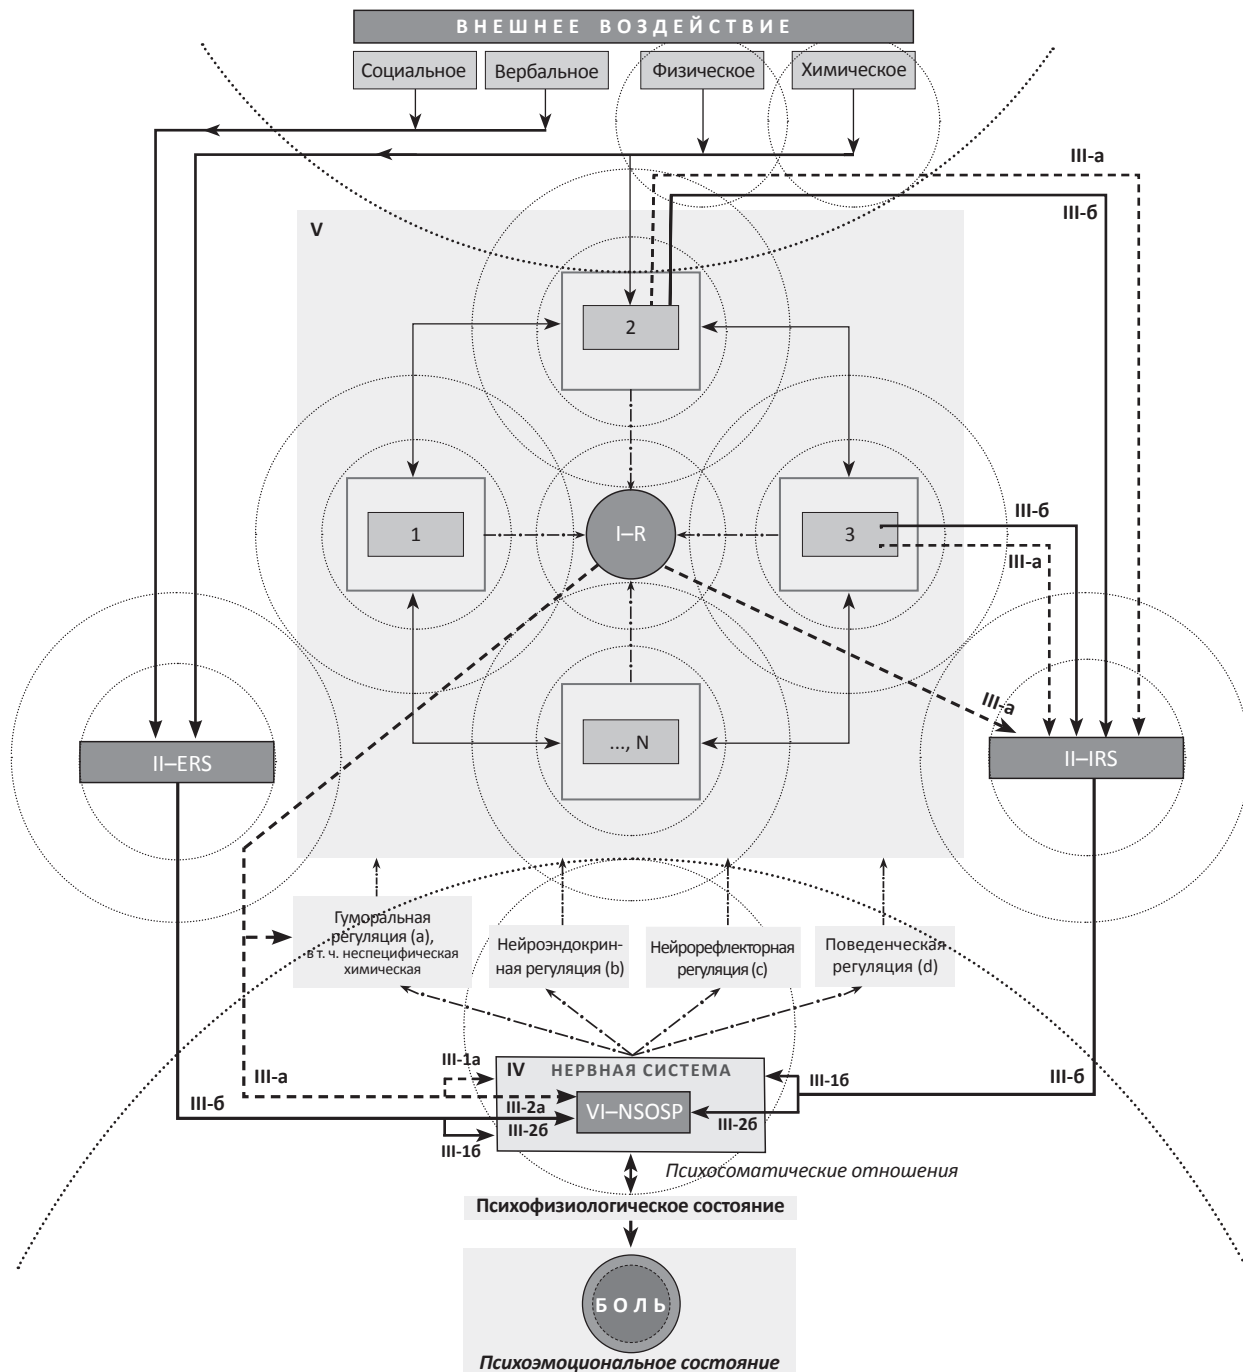 ВНЕШНЕЕ ВОЗДЕЙСТВИЕ
Социальное
Вербальное
Физическое
Химическое
III-а
III-б
V
2
1
I–R
3
III-б
III-а
III-а
..., N
II–ERS
II–IRS
Гуморальная
регуляция (a),
в т. ч. неспецифическая
химическая
Нейроэндокрин-
ная регуляция (b)
Нейрорефлекторная
регуляция (c)
Поведенческая
регуляция (d)
III-1а
IV НЕРВНАЯ СИСТЕМА
III-а
III-1б
III-б
III-б
III-2а
VI–NSOSP
III-2б
III-2б
III-1б
Психосоматические отношения
Психофизиологическое состояние
БОЛЬ
Психоэмоциональное состояние